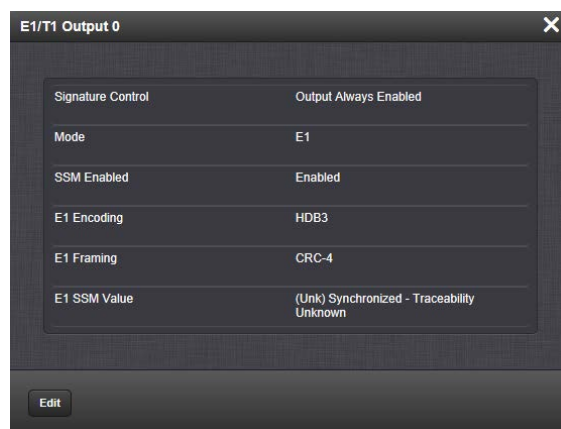 E1/T1 Output 0
Signature Control Output Always Enabled
Mode E1
SSM Enabled Enabled
E1 Encoding HDB3
E1 Framing CRC-4
E1 SSM Value (Unk) Synchronized - Traceability
Unknown
Edit